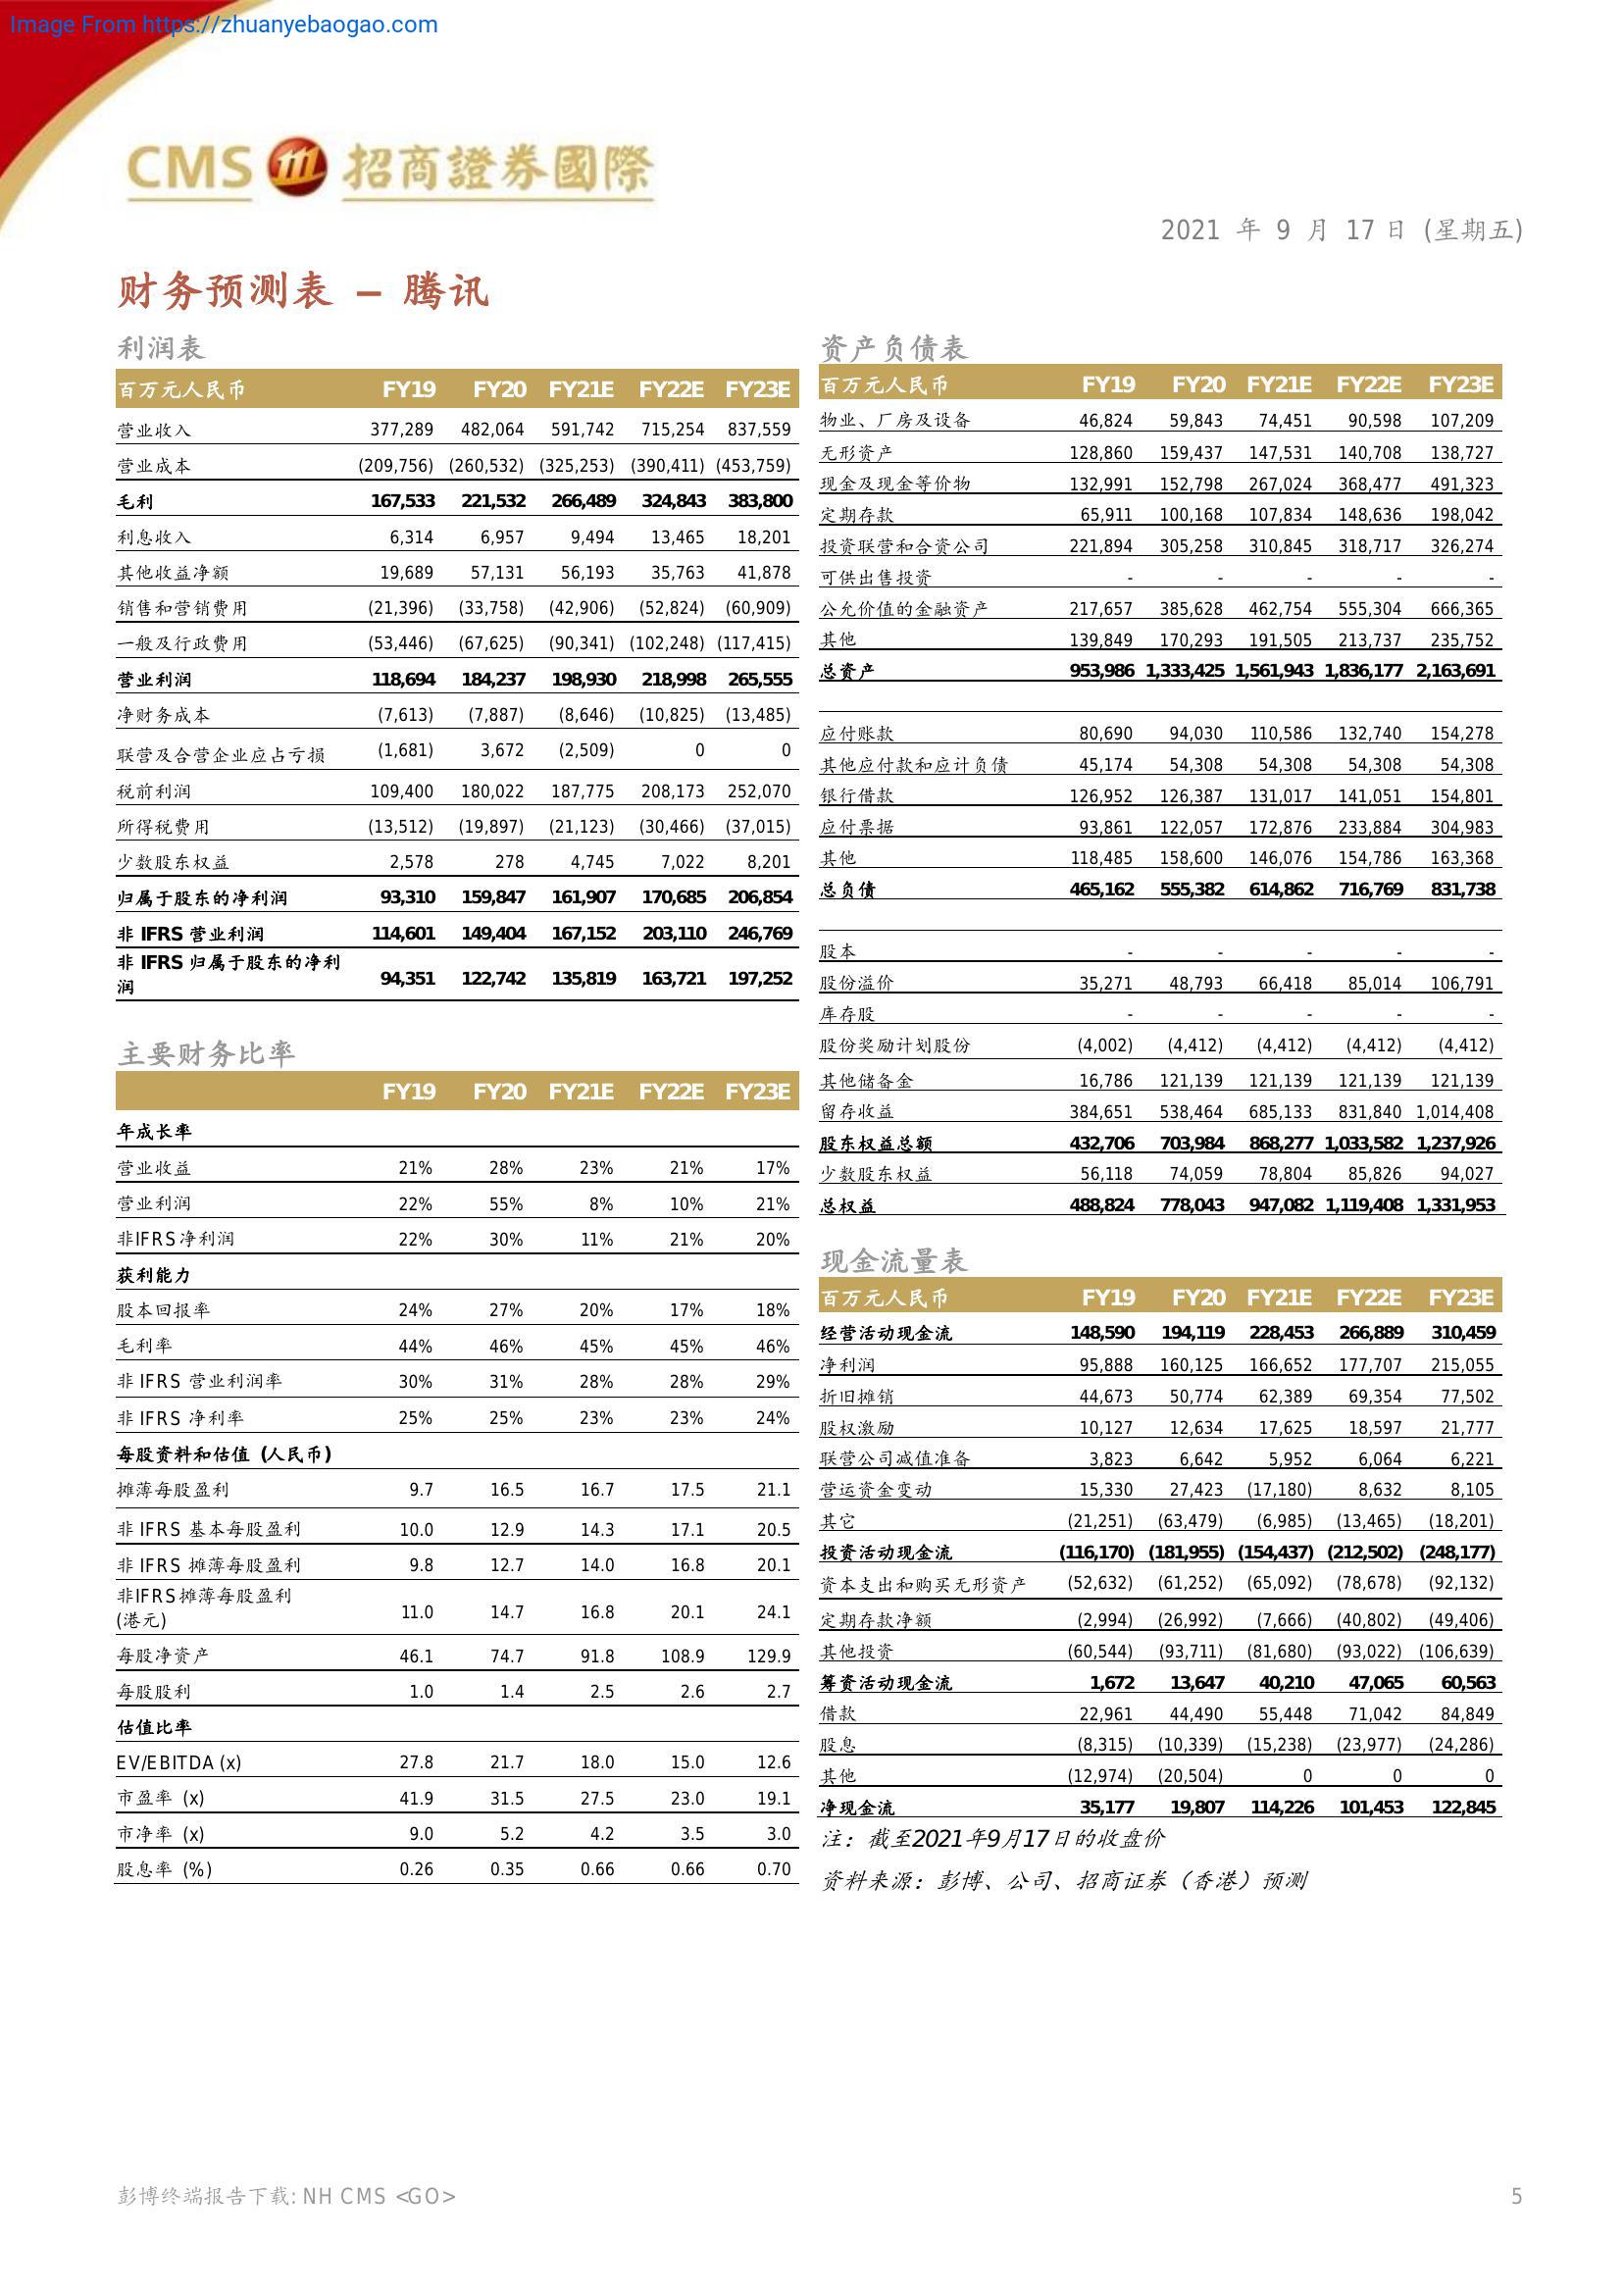 Image From https://zhuanyebaogao.com
CMS 招商證券國際
2021 年 9 月 17 日 (星期五)
财务预测表 – 腾讯
利润表
百万元人民币 FY19 FY20 FY21E FY22E FY23E
营业收入 377,289 482,064 591,742 715,254 837,559
营业成本 (209,756) (260,532) (325,253) (390,411) (453,759)
毛利 167,533 221,532 266,489 324,843 383,800
利息收入 6,314 6,957 9,494 13,465 18,201
其他收益净额 19,689 57,131 56,193 35,763 41,878
销售和营销费用 (21,396) (33,758) (42,906) (52,824) (60,909)
一般及行政费用 (53,446) (67,625) (90,341) (102,248) (117,415)
营业利润 118,694 184,237 198,930 218,998 265,555
净财务成本 (7,613) (7,887) (8,646) (10,825) (13,485)
联营及合营企业应占亏损 (1,681) 3,672 (2,509) 0 0
税前利润 109,400 180,022 187,775 208,173 252,070
所得税费用 (13,512) (19,897) (21,123) (30,466) (37,015)
少数股东权益 2,578 278 4,745 7,022 8,201
归属于股东的净利润 93,310 159,847 161,907 170,685 206,854
非 IFRS 营业利润 114,601 149,404 167,152 203,110 246,769
非 IFRS 归属于股东的净利
润 94,351 122,742 135,819 163,721 197,252
主要财务比率
FY19 FY20 FY21E FY22E FY23E
年成长率
营业收益 21% 28% 23% 21% 17%
营业利润 22% 55% 8% 10% 21%
非IFRS净利润 22% 30% 11% 21% 20%
获利能力
股本回报率 24% 27% 20% 17% 18%
毛利率 44% 46% 45% 45% 46%
非 IFRS 营业利润率 30% 31% 28% 28% 29%
非 IFRS 净利率 25% 25% 23% 23% 24%
每股资料和估值 (人民币)
摊薄每股盈利 9.7 16.5 16.7 17.5 21.1
非 IFRS 基本每股盈利 10.0 12.9 14.3 17.1 20.5
非 IFRS 摊薄每股盈利 9.8 12.7 14.0 16.8 20.1
非IFRS摊薄每股盈利
(港元) 11.0 14.7 16.8 20.1 24.1
每股净资产 46.1 74.7 91.8 108.9 129.9
每股股利 1.0 1.4 2.5 2.6 2.7
估值比率
EV/EBITDA (x) 27.8 21.7 18.0 15.0 12.6
市盈率 (x) 41.9 31.5 27.5 23.0 19.1
市净率 (x) 9.0 5.2 4.2 3.5 3.0
股息率 (%) 0.26 0.35 0.66 0.66 0.70
资产负债表
百万元人民币 FY19 FY20 FY21E FY22E FY23E
物业、厂房及设备 46,824 59,843 74,451 90,598 107,209
无形资产 128,860 159,437 147,531 140,708 138,727
现金及现金等价物 132,991 152,798 267,024 368,477 491,323
定期存款 65,911 100,168 107,834 148,636 198,042
投资联营和合资公司 221,894 305,258 310,845 318,717 326,274
可供出售投资 - - - - -
公允价值的金融资产 217,657 385,628 462,754 555,304 666,365
其他 139,849 170,293 191,505 213,737 235,752
总资产 953,986 1,333,425 1,561,943 1,836,177 2,163,691
应付账款 80,690 94,030 110,586 132,740 154,278
其他应付款和应计负债 45,174 54,308 54,308 54,308 54,308
银行借款 126,952 126,387 131,017 141,051 154,801
应付票据 93,861 122,057 172,876 233,884 304,983
其他 118,485 158,600 146,076 154,786 163,368
总负债 465,162 555,382 614,862 716,769 831,738
股本 - - - - -
股份溢价 35,271 48,793 66,418 85,014 106,791
库存股 - - - - -
股份奖励计划股份 (4,002) (4,412) (4,412) (4,412) (4,412)
其他储备金 16,786 121,139 121,139 121,139 121,139
留存收益 384,651 538,464 685,133 831,840 1,014,408
股东权益总额 432,706 703,984 868,277 1,033,582 1,237,926
少数股东权益 56,118 74,059 78,804 85,826 94,027
总权益 488,824 778,043 947,082 1,119,408 1,331,953
现金流量表
百万元人民币 FY19 FY20 FY21E FY22E FY23E
经营活动现金流 148,590 194,119 228,453 266,889 310,459
净利润 95,888 160,125 166,652 177,707 215,055
折旧摊销 44,673 50,774 62,389 69,354 77,502
股权激励 10,127 12,634 17,625 18,597 21,777
联营公司减值准备 3,823 6,642 5,952 6,064 6,221
营运资金变动 15,330 27,423 (17,180) 8,632 8,105
其它 (21,251) (63,479) (6,985) (13,465) (18,201)
投资活动现金流 (116,170) (181,955) (154,437) (212,502) (248,177)
资本支出和购买无形资产 (52,632) (61,252) (65,092) (78,678) (92,132)
定期存款净额 (2,994) (26,992) (7,666) (40,802) (49,406)
其他投资 (60,544) (93,711) (81,680) (93,022) (106,639)
筹资活动现金流 1,672 13,647 40,210 47,065 60,563
借款 22,961 44,490 55,448 71,042 84,849
股息 (8,315) (10,339) (15,238) (23,977) (24,286)
其他 (12,974) (20,504) 0 0 0
净现金流 35,177 19,807 114,226 101,453 122,845
注：截至2021年9月17日的收盘价
资料来源：彭博、公司、招商证券（香港）预测
彭博终端报告下载: NH CMS <GO>
5